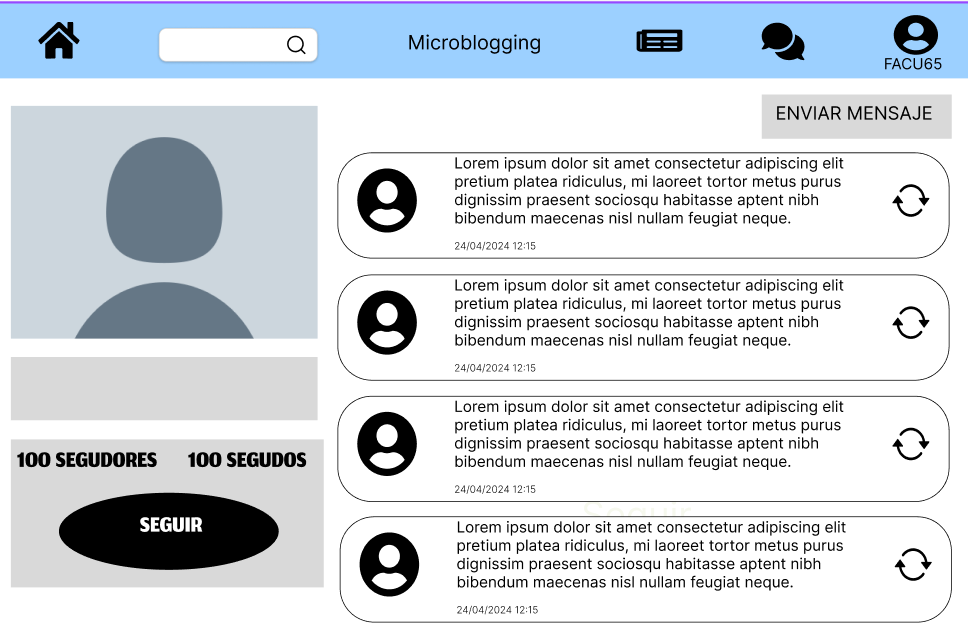 Microblogging
FACU65
ENVIAR MENSAJE
Lorem ipsum dolor sit amet consectetur adipiscing elit
pretium platea ridiculus, mi laoreet tortor metus purus
dignissim praesent sociosqu habitasse aptent nibh
bibendum maecenas nisl nullam feugiat neque.
24/04/2024 12:15
Lorem ipsum dolor sit amet consectetur adipiscing elit
pretium platea ridiculus, mi laoreet tortor metus purus
dignissim praesent sociosqu habitasse aptent nibh
bibendum maecenas nisl nullam feugiat neque.
24/04/2024 12:15
100 SEGUDORES 100 SEGUDOS
SEGUIR
Lorem ipsum dolor sit amet consectetur adipiscing elit
pretium platea ridiculus, mi laoreet tortor metus purus
dignissim praesent sociosqu habitasse aptent nibh
bibendum maecenas nisl nullam feugiat neque.
24/04/2024 12:15
Seguir
Lorem ipsum dolor sit amet consectetur adipiscing elit
pretium platea ridiculus, mi laoreet tortor metus purus
dignissim praesent sociosqu habitasse aptent nibh
bibendum maecenas nisl nullam feugiat neque.
24/04/2024 12:15